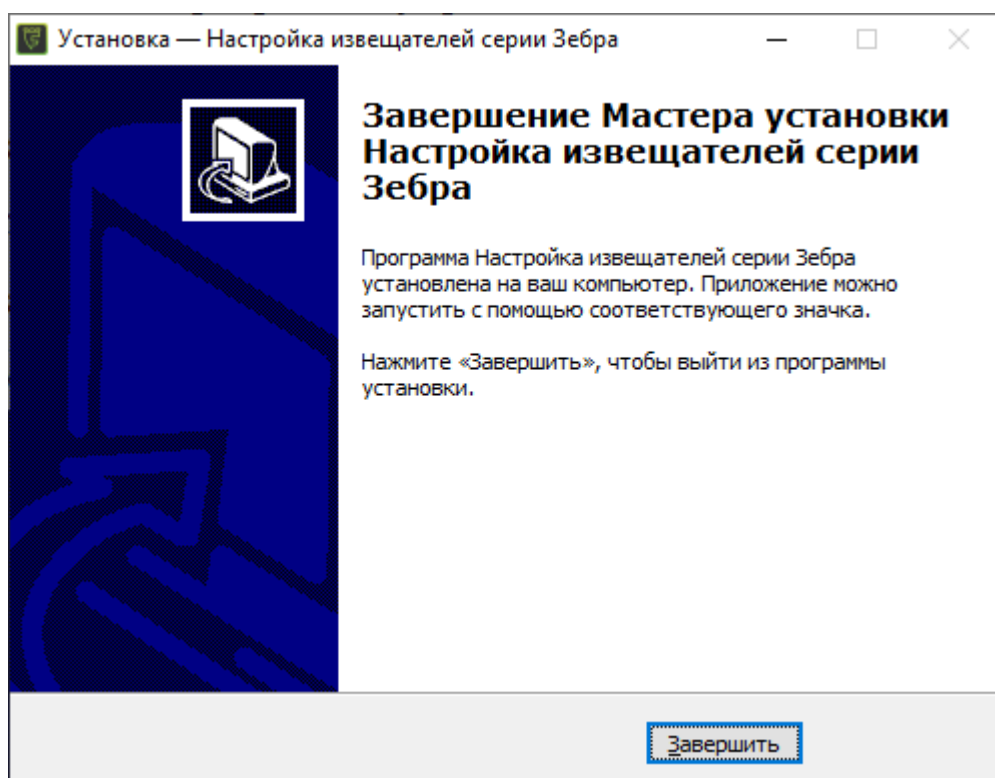 Установка — Настройка извещателей серии Зебра
Завершение Мастера установки
Настройка извещателей серии
Зебра
Программа Настройка извещателей серии Зебра
установлена на ваш компьютер. Приложение можно
запустить с помощью соответствующего значка.
Нажмите «Завершить», чтобы выйти из программы
установки.
Завершить